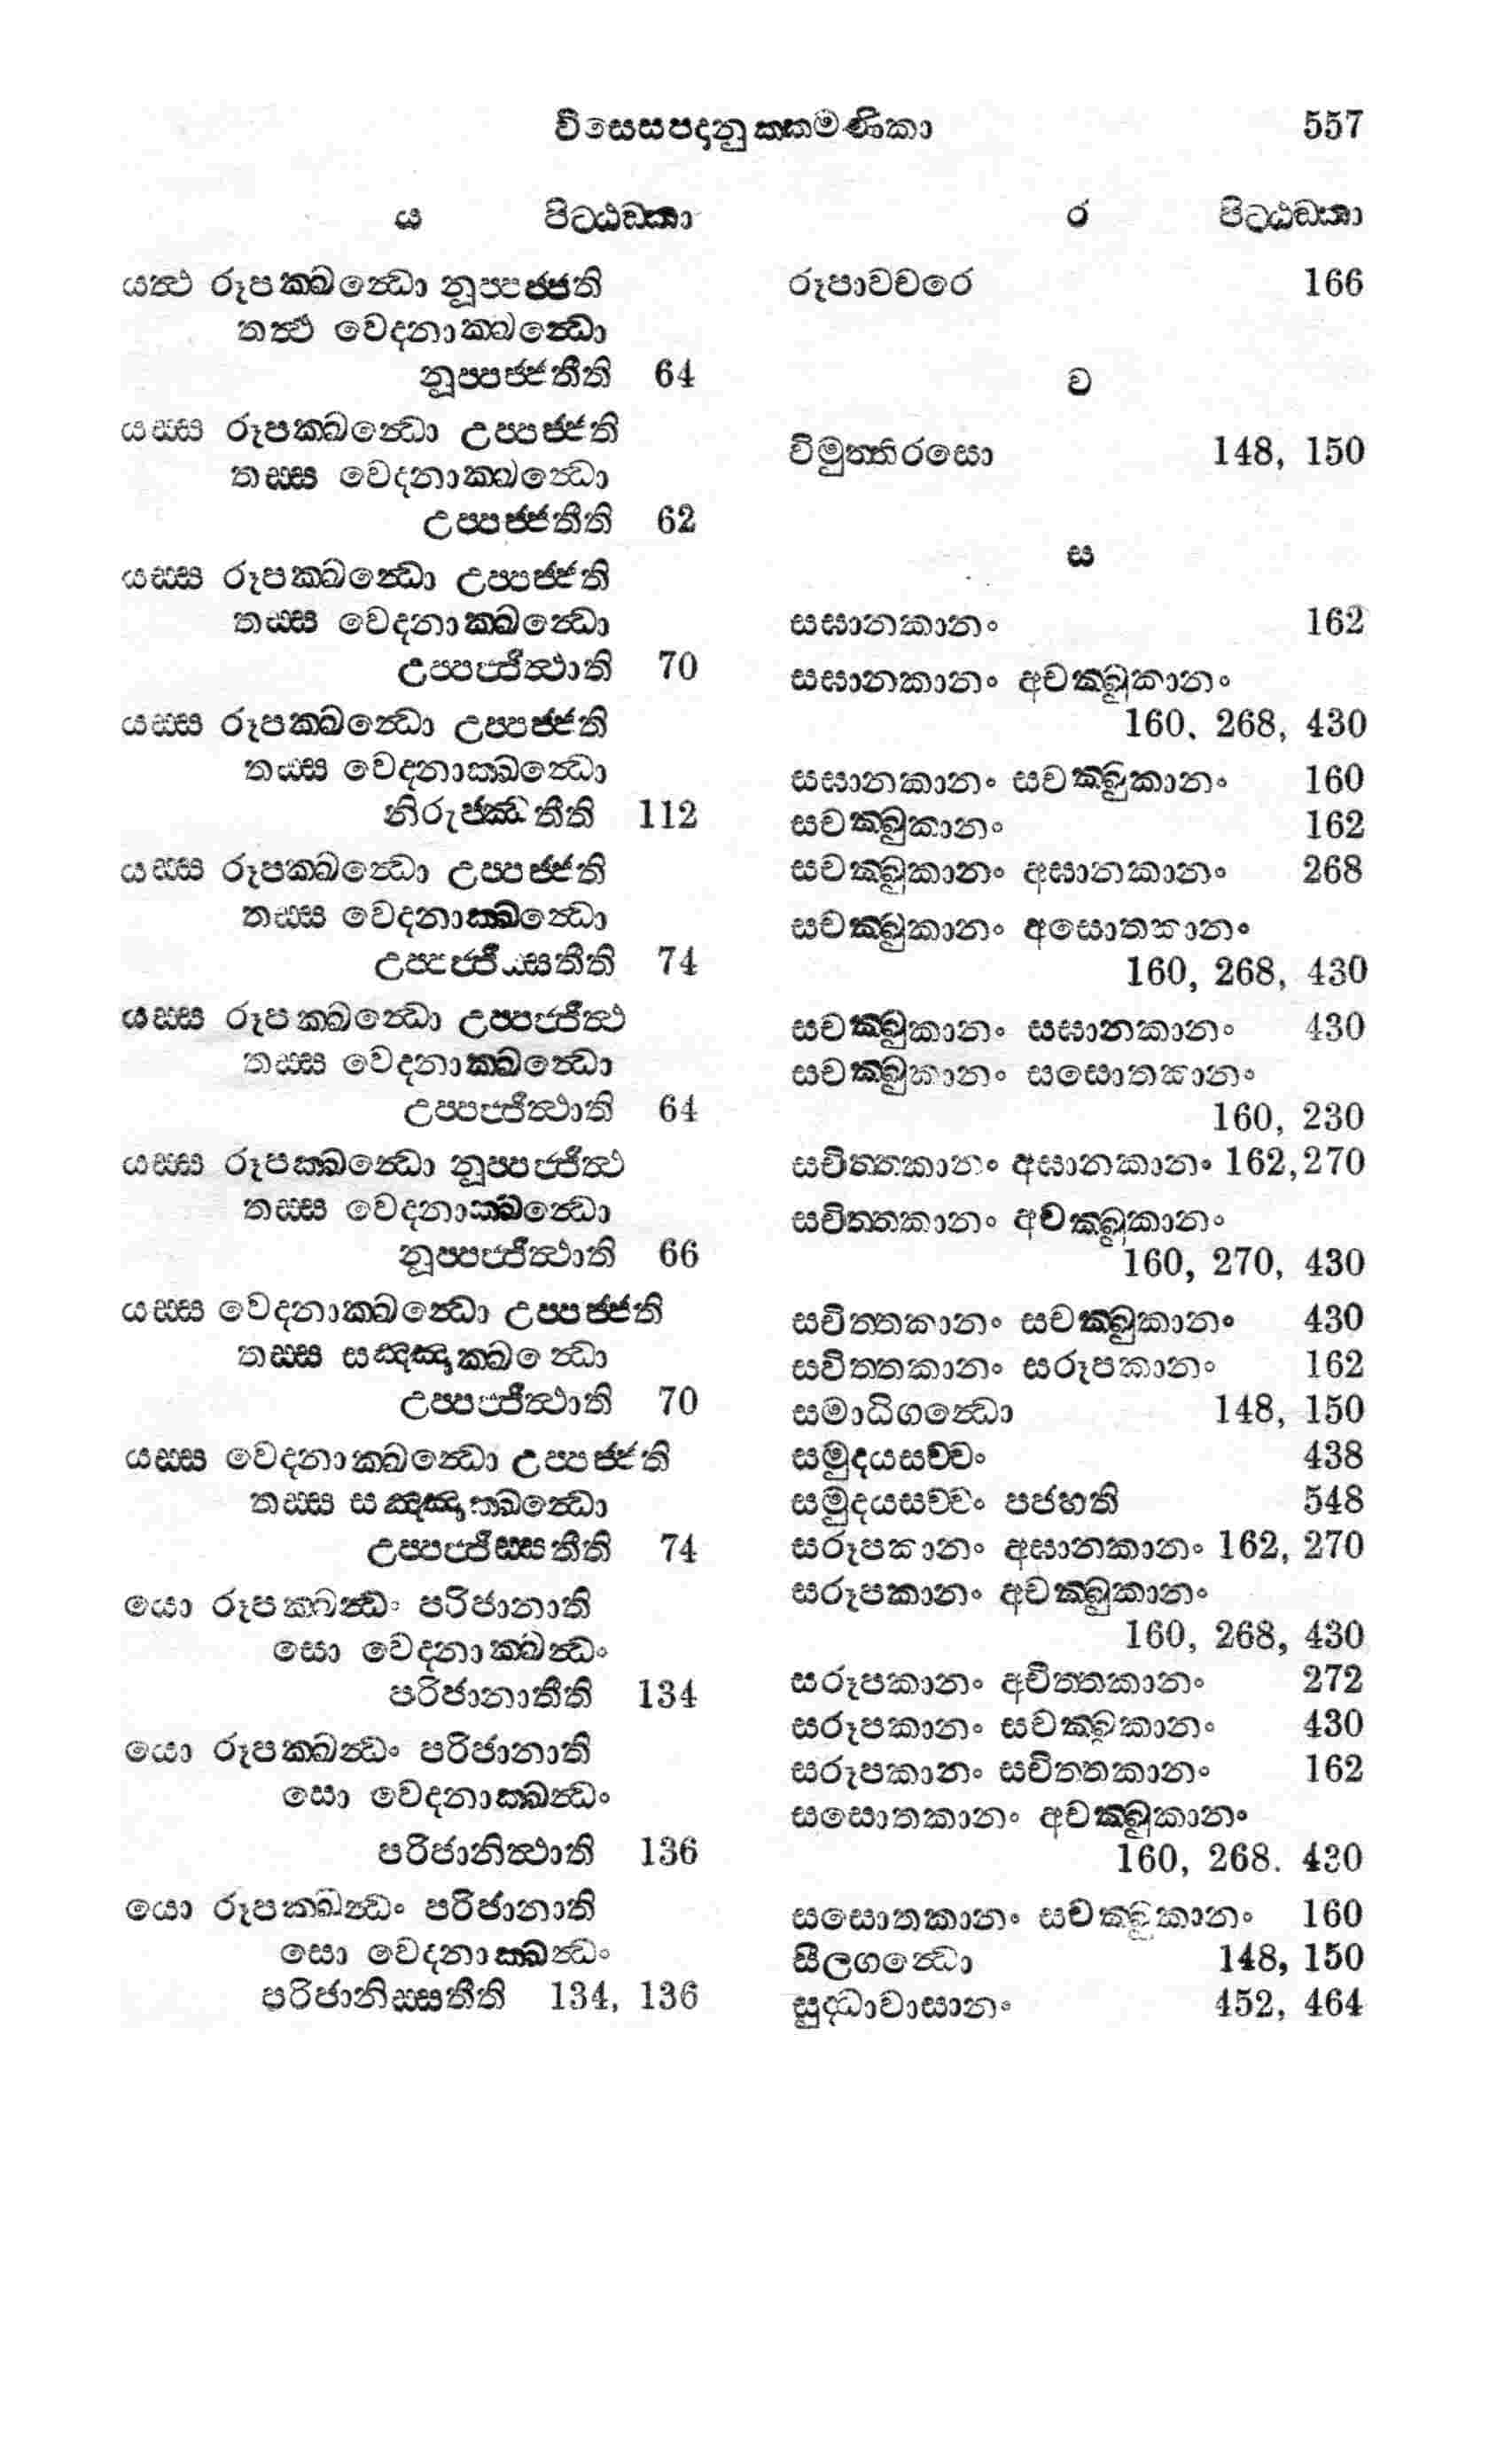 විසෙසපදානුක්කමණිකා 557
ය පිට්ඨඞ්කා
යත්ථ රූපක්ඛන්ධො නුප්පජ්ජති
තත්ථ වෙදනාක්ඛන්ධො
නුප්පජ්ජතීති 64
යස්ස රූපක්ඛන්ධො උප්පජ්ජති
තස්ස වෙදනාක්ඛන්ධො
උප්පජ්ජතීති 62
යස්ස රූපක්ඛන්ධො උප්පජ්ජති
තස්ස වෙදනාක්ඛන්ධො
උප්පජ්ජිත්ථාති 70
යස්ස රූපක්ඛන්ධො උප්පජ්ජති
තස්ස වෙදනාක්ඛන්ධො
නිරුජ්ඣතීති 112
යස්ස රූපක්ඛන්ධො උප්පජ්ජති
තස්ස වෙදනාක්ඛන්ධො
උප්පජ්ජිස්සතීති 74
යස්ස රූපක්ඛන්ධො උප්පජ්ජිත්ථ
තස්ස වෙදනාක්ඛන්ධො
උප්පජ්ජිත්ථාති 64
යස්ස රූපක්ඛන්ධො නුප්පජ්ජිත්ථ
තස්ස වෙදනාක්ඛන්ධො
නුප්පජ්ජිත්ථාති 66
යස්ස වෙදනාක්ඛන්ධො උප්පජ්ජති
තස්ස සඤ්ඤාක්ඛන්ධො
උප්පජ්ජිත්ථාති 70
යස්ස වෙදනාක්ඛන්ධො උප්පජ්ජති
තස්ස සඤ්ඤාක්ඛන්ධො
උප්පජ්ජිස්සතීති 74
යො රූපක්ඛන්ධං පරිජානාති
සො වෙදනාක්ඛන්ධං
පරිජානාතීති 134
යො රූපක්ඛන්ධං පරිජානාති
සො වෙදනාක්ඛන්ධං
පරිජානිත්ථාති 136
යො රූපක්ඛන්ධං පරිජානාති
සො වෙදනාක්ඛන්ධං
පරිජානිස්සතීති 134, 136
ර පිට්ඨඞ්කා
රූපාවචරෙ 166
ව
විමුත්තිරසො 148, 150
ස
සඝානකානං 162
සඝානකානං අචක්ඛුකානං
160, 268, 430
සඝානකානං සචක්ඛුකානං 160
සචක්ඛුකානං 162
සචක්ඛුකානං අඝානකානං 268
සචක්ඛුකානං අසොතකානං
160, 268, 430
සචක්ඛුකානං සඝානකානං 430
සචක්ඛුකානං සසොතකානං
160, 230
සචිත්තකානං අඝානකානං 162,270
සචිත්තකානං අචක්ඛුකානං
160, 270, 430
සචිත්තකානං සචක්ඛුකානං 430
සචිත්තකානං සරූපකානං 162
සමාධිගන්ධො 148, 150
සමුදයසච්චං 438
සමුදයසච්චං පජහති 548
සරූපකානං අඝානකානං 162, 270
සරූපකානං අචක්ඛුකානං
160, 268, 430
සරූපකානං අචිත්තකානං 272
සරූපකානං සචක්ඛුකානං 430
සරූපකානං සචිත්තකානං 162
සසොතකානං අචක්ඛුකානං
160, 268. 430
සසොතකානං සචක්ඛුකානං 160
සීලගන්ධො 148, 150
සුද්ධාවාසානං 452, 464